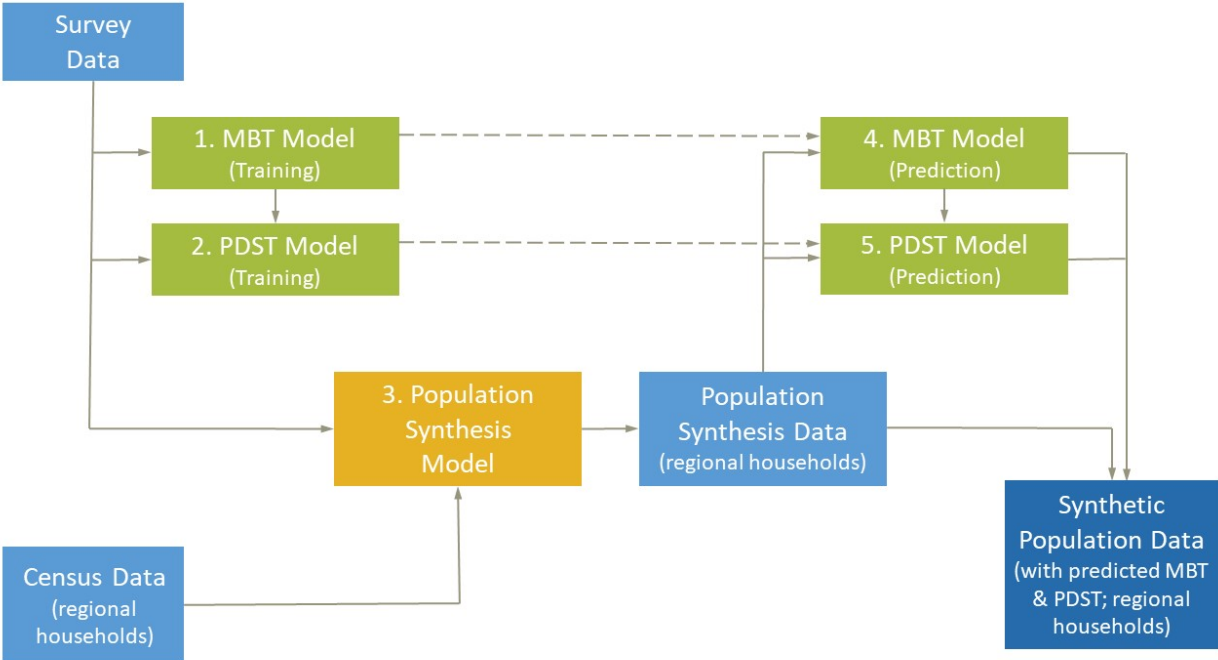 Survey
Data
1. MBT Model
(Training)
4. MBT Model
(Prediction)
2. PDST Model
(Training)
5. PDST Model
(Prediction)
3. Population
Synthesis
Model
Population
Synthesis Data
(regional households)
Census Data
(regional
households)
Synthetic
Population Data
(with predicted MBT
& PDST; regional
households)